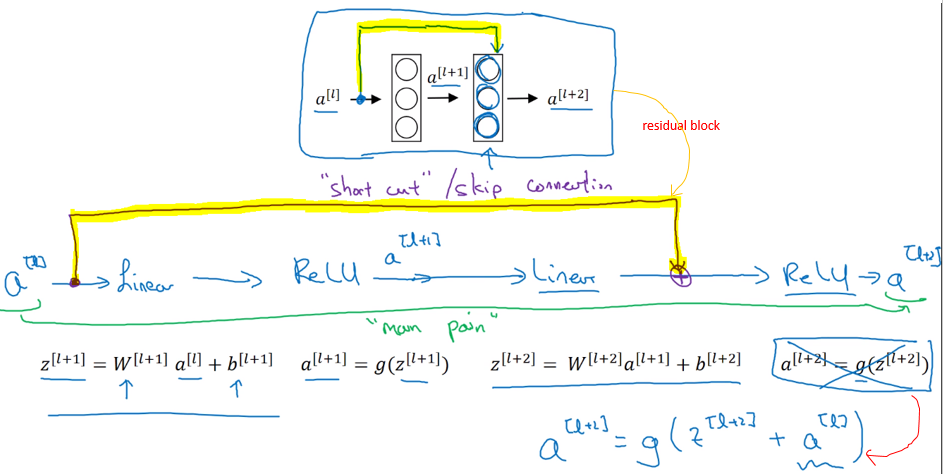 a[l] a[l+1] a[l+2]
residual block
"short cut" / skip connection
a[l] Linear ReLU a[l+1] Linear + ReLU a[l+2]
"main path"
z[l+1] = W[l+1] a[l] + b[l+1] a[l+1] = g(z[l+1]) z[l+2] = W[l+2]a[l+1] + b[l+2] a[l+2] = g(z[l+2])
a[l+2] = g(z[l+2] + a[l])